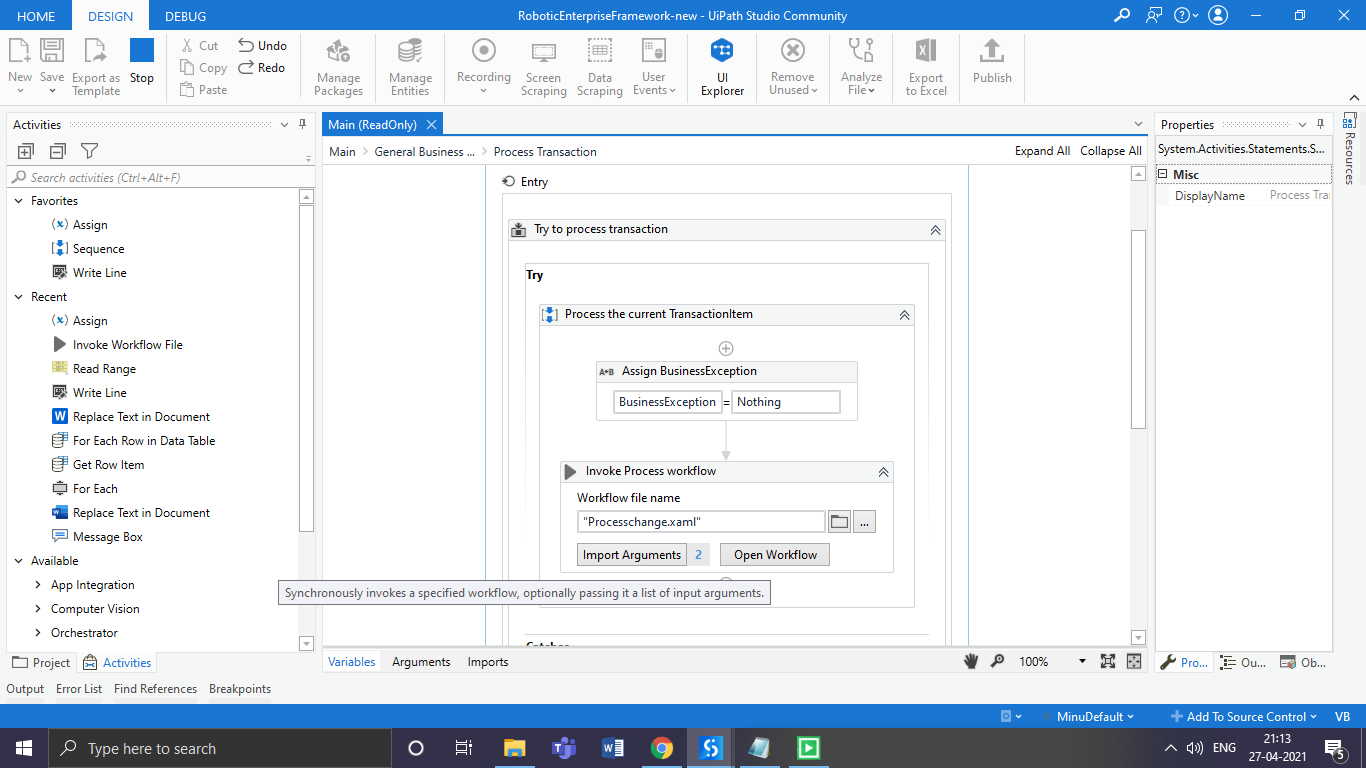 HOME DESIGN DEBUG RoboticEnterpriseFramework-new - UiPath Studio Community
New Save Export as Template Stop
Cut Undo
Copy Redo
Paste
Manage Packages Manage Entities Recording Screen Scraping Data Scraping User Events UI Explorer Remove Unused Analyze File Export to Excel Publish
Activities
Search activities (Ctrl+Alt+F)
Favorites
Assign
Sequence
Write Line
Recent
Assign
Invoke Workflow File
Read Range
Write Line
Replace Text in Document
For Each Row in Data Table
Get Row Item
For Each
Replace Text in Document
Message Box
Available
App Integration
Computer Vision
Orchestrator
Project Activities
Main (ReadOnly)
Main > General Business ... > Process Transaction Expand All Collapse All
Entry
Try to process transaction
Try
Process the current TransactionItem
A+B Assign BusinessException
BusinessException = Nothing
Invoke Process workflow
Workflow file name
"Processchange.xaml" ...
Import Arguments 2 Open Workflow
Synchronously invokes a specified workflow, optionally passing it a list of input arguments.
Catches
Variables Arguments Imports 100%
Properties
System.Activities.Statements.S...
Misc
DisplayName Process Tra
Resources
Pro... Ou... Ob...
Output Error List Find References Breakpoints
MinuDefault Add To Source Control VB
Type here to search
ENG 21:13
27-04-2021 5